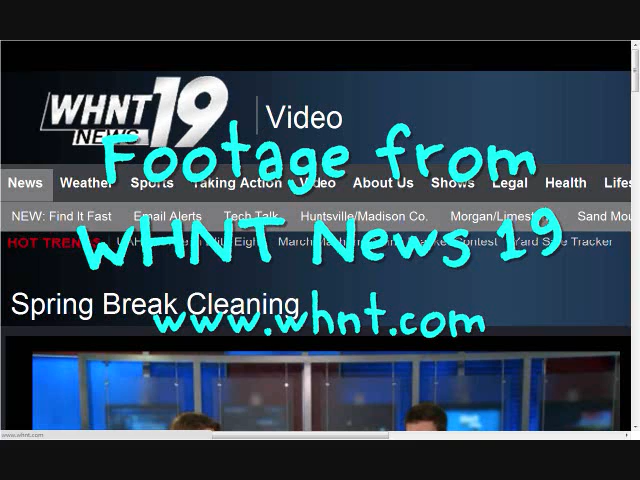 WHNT 19
NEWS
Video
Footage from
News Weather Sports Taking Action Video About Us Shows Legal Health
NEW: Find It Fast Email Alerts Tech Talk Huntsville/Madison Co. Sand
WHNT News 19
HOT TRENDS Contest Yard Sale Tracker
Spring Break Cleaning
www.whnt.com
www.whnt.com